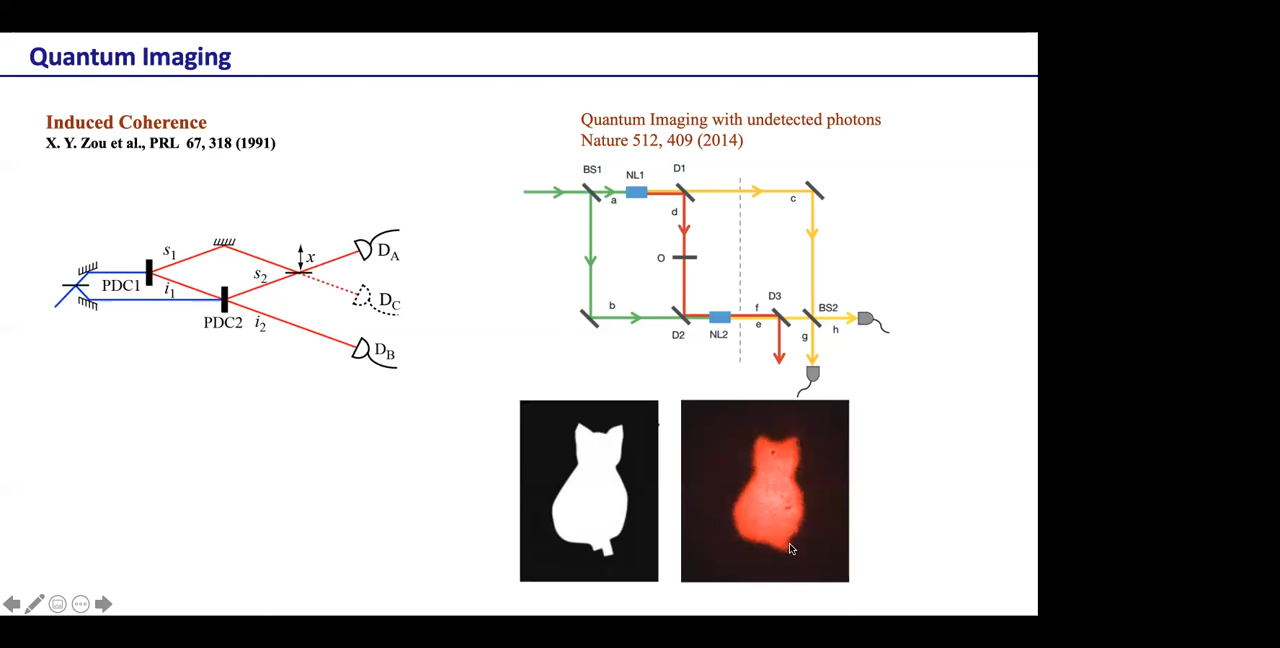 Quantum Imaging
Induced Coherence
X. Y. Zou et al., PRL 67, 318 (1991)
Quantum Imaging with undetected photons
Nature 512, 409 (2014)
s1
x
DA
PDC1
i1
s2
DC
PDC2
i2
DB
BS1
NL1
D1
a
c
d
O
b
D3
f
e
BS2
D2
NL2
g
h